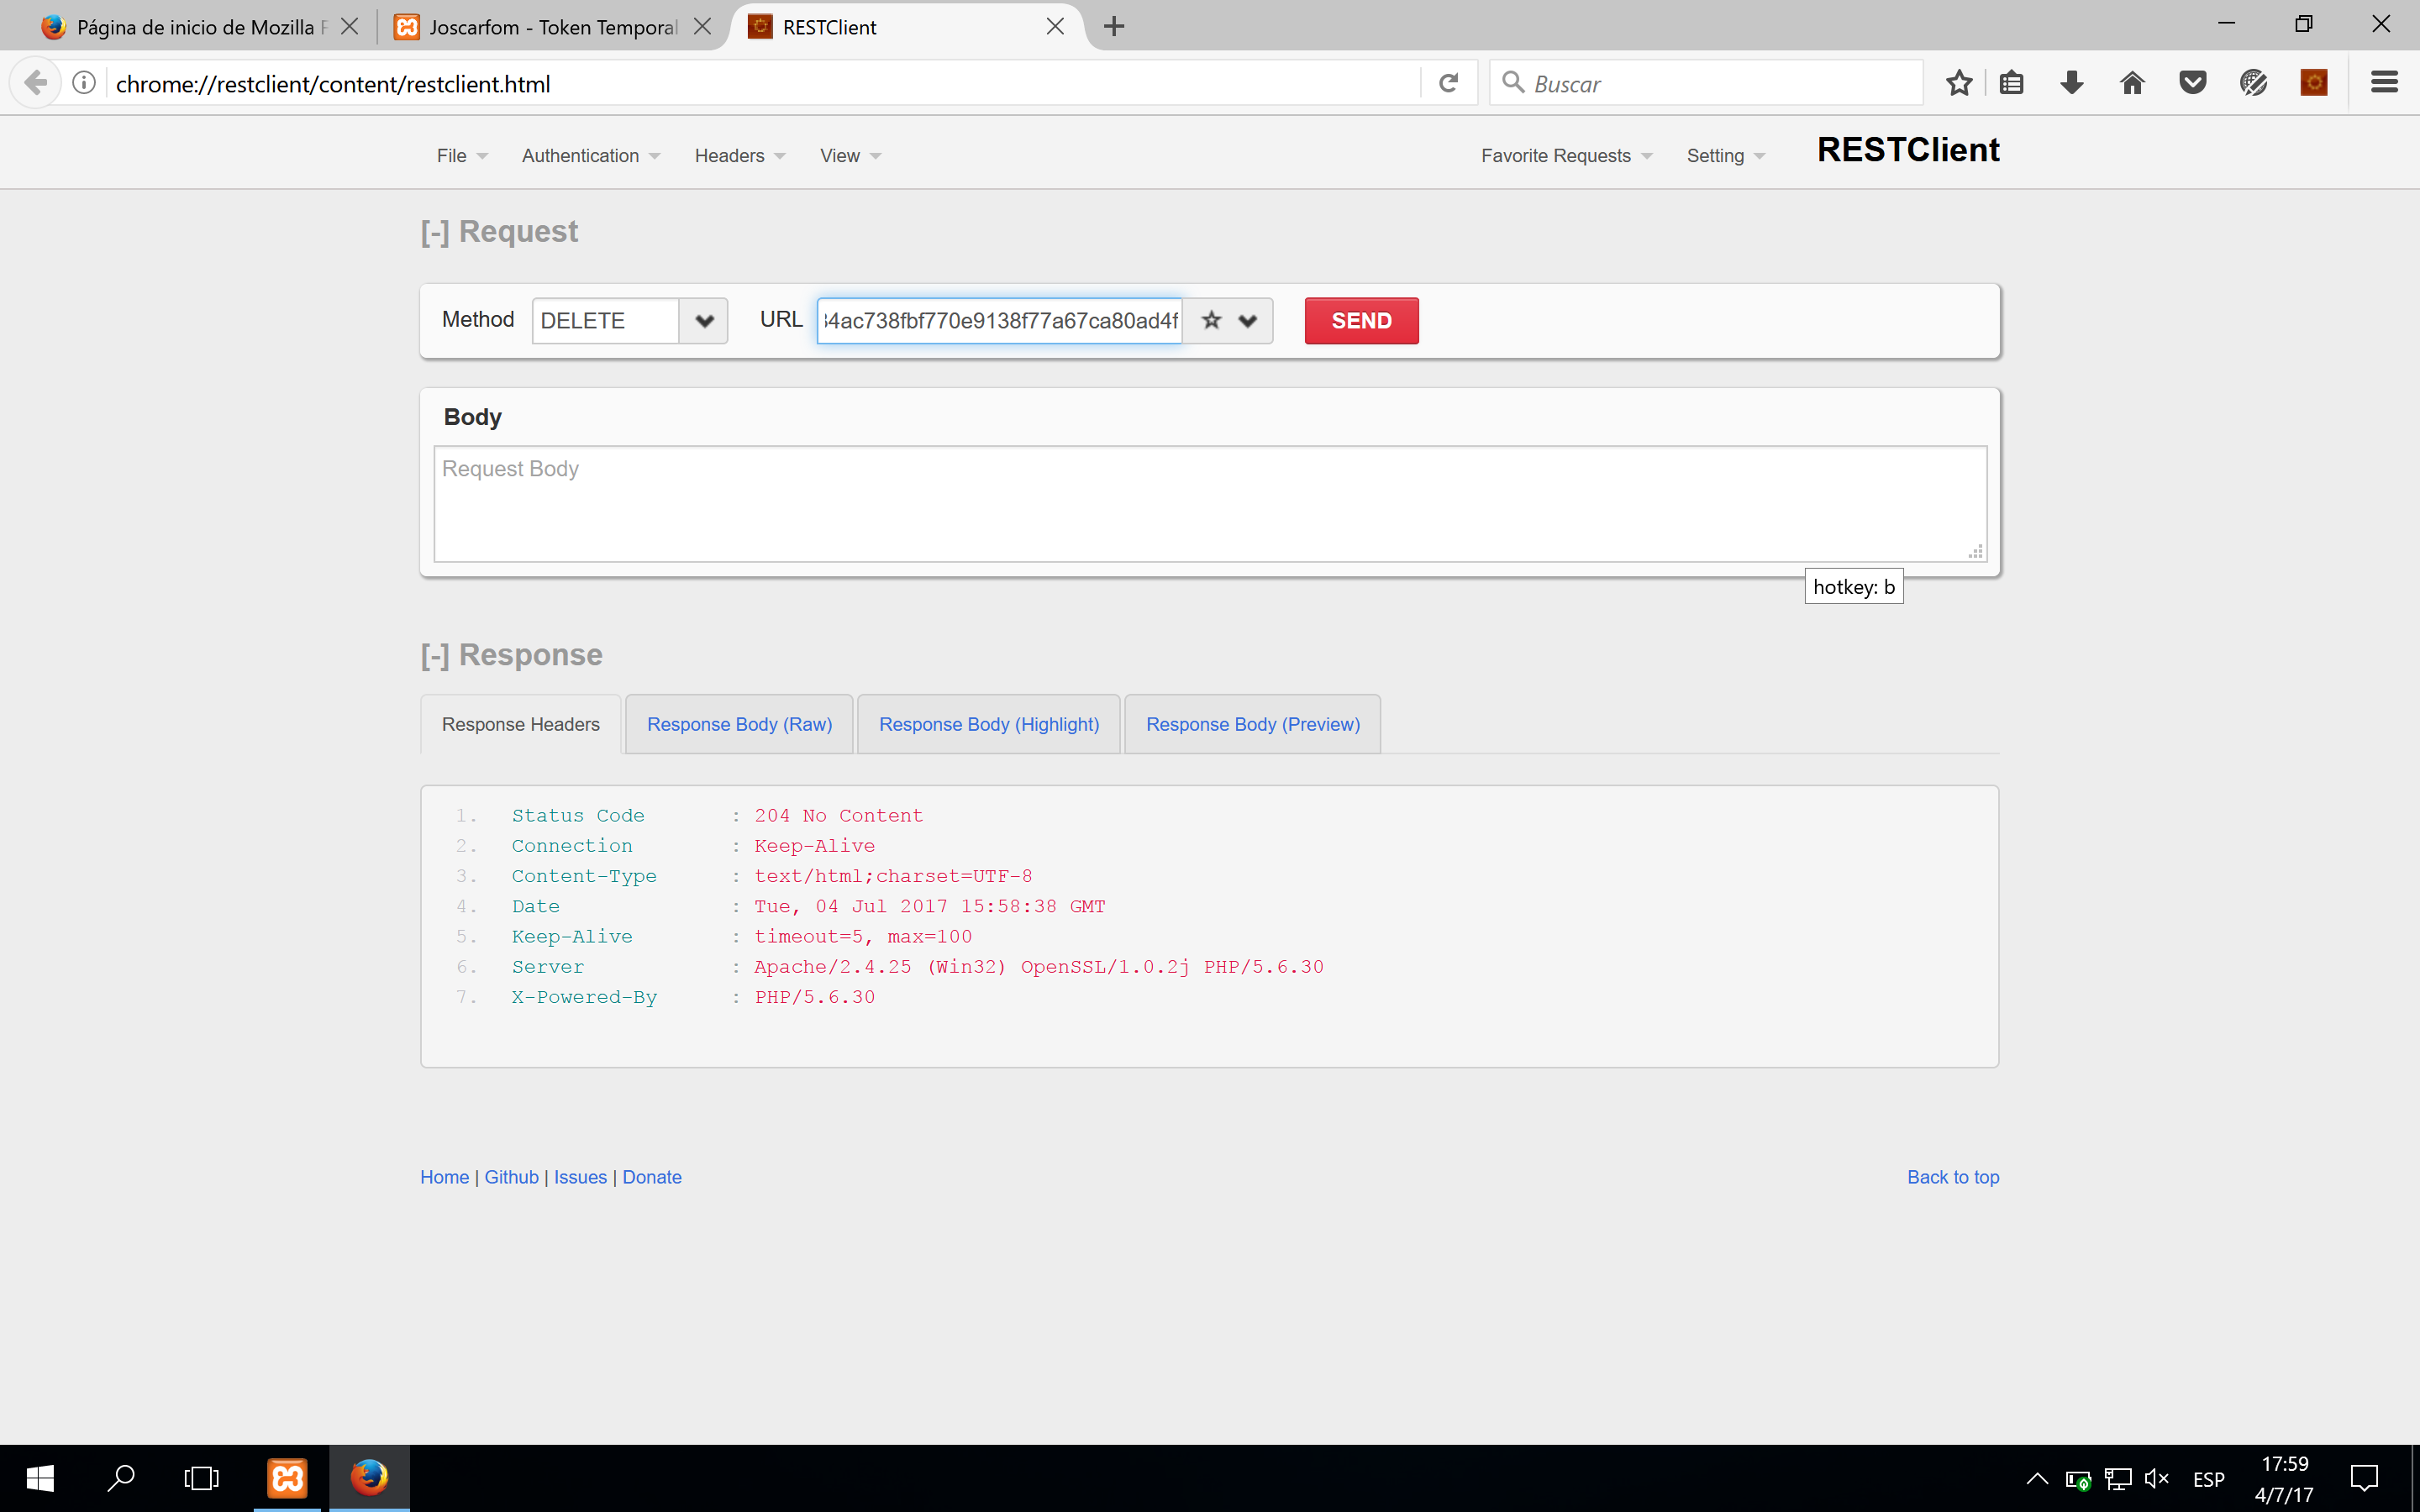 Página de inicio de Mozilla F
Joscarfom - Token Temporal
RESTClient
chrome://restclient/content/restclient.html
Buscar
File
Authentication
Headers
View
Favorite Requests
Setting
RESTClient
[-] Request
Method DELETE URL 34ac738fbf770e9138f77a67ca80ad4f SEND
Body
Request Body
hotkey: b
[-] Response
Response Headers
Response Body (Raw)
Response Body (Highlight)
Response Body (Preview)
1. Status Code : 204 No Content
2. Connection : Keep-Alive
3. Content-Type : text/html;charset=UTF-8
4. Date : Tue, 04 Jul 2017 15:58:38 GMT
5. Keep-Alive : timeout=5, max=100
6. Server : Apache/2.4.25 (Win32) OpenSSL/1.0.2j PHP/5.6.30
7. X-Powered-By : PHP/5.6.30
Home | Github | Issues | Donate
Back to top
ESP
17:59
4/7/17